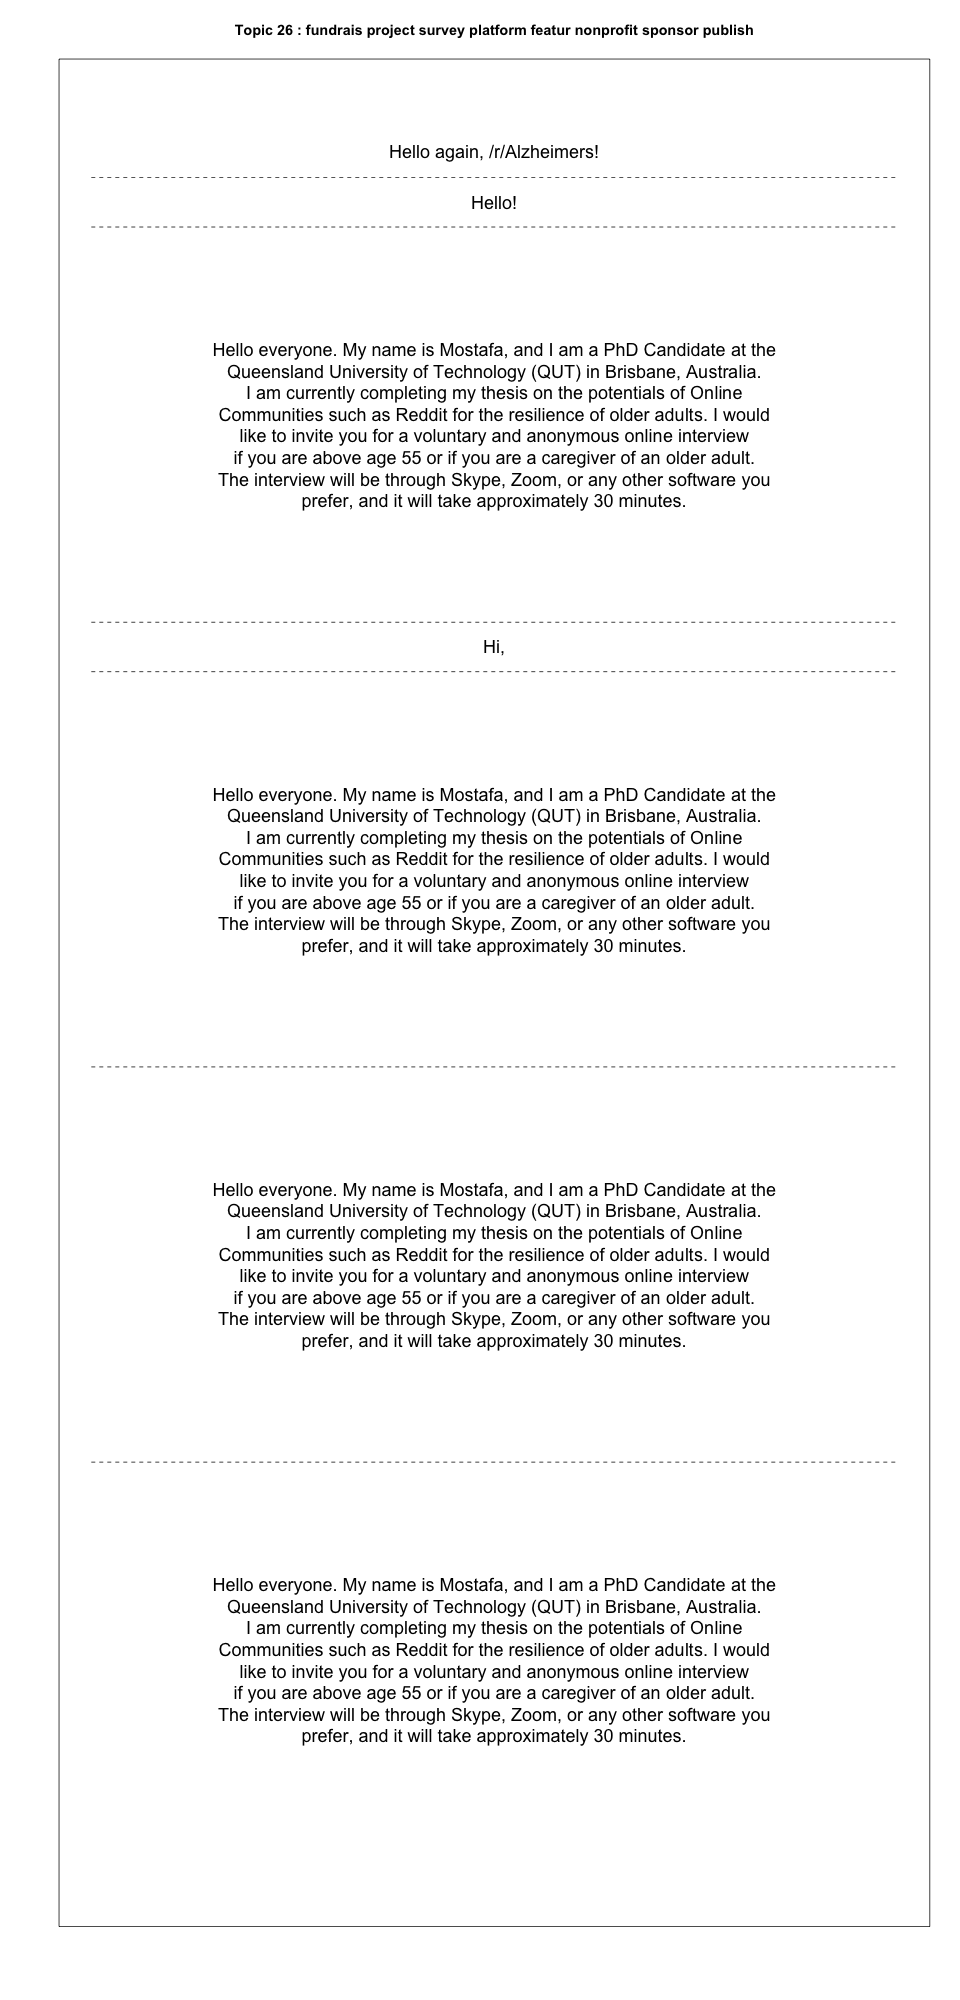 Topic 26 : fundrais project survey platform featur nonprofit sponsor publish
Hello again, /r/Alzheimers!
Hello!
Hello everyone. My name is Mostafa, and I am a PhD Candidate at the
Queensland University of Technology (QUT) in Brisbane, Australia.
I am currently completing my thesis on the potentials of Online
Communities such as Reddit for the resilience of older adults. I would
like to invite you for a voluntary and anonymous online interview
if you are above age 55 or if you are a caregiver of an older adult.
The interview will be through Skype, Zoom, or any other software you
prefer, and it will take approximately 30 minutes.
Hi,
Hello everyone. My name is Mostafa, and I am a PhD Candidate at the
Queensland University of Technology (QUT) in Brisbane, Australia.
I am currently completing my thesis on the potentials of Online
Communities such as Reddit for the resilience of older adults. I would
like to invite you for a voluntary and anonymous online interview
if you are above age 55 or if you are a caregiver of an older adult.
The interview will be through Skype, Zoom, or any other software you
prefer, and it will take approximately 30 minutes.
Hello everyone. My name is Mostafa, and I am a PhD Candidate at the
Queensland University of Technology (QUT) in Brisbane, Australia.
I am currently completing my thesis on the potentials of Online
Communities such as Reddit for the resilience of older adults. I would
like to invite you for a voluntary and anonymous online interview
if you are above age 55 or if you are a caregiver of an older adult.
The interview will be through Skype, Zoom, or any other software you
prefer, and it will take approximately 30 minutes.
Hello everyone. My name is Mostafa, and I am a PhD Candidate at the
Queensland University of Technology (QUT) in Brisbane, Australia.
I am currently completing my thesis on the potentials of Online
Communities such as Reddit for the resilience of older adults. I would
like to invite you for a voluntary and anonymous online interview
if you are above age 55 or if you are a caregiver of an older adult.
The interview will be through Skype, Zoom, or any other software you
prefer, and it will take approximately 30 minutes.